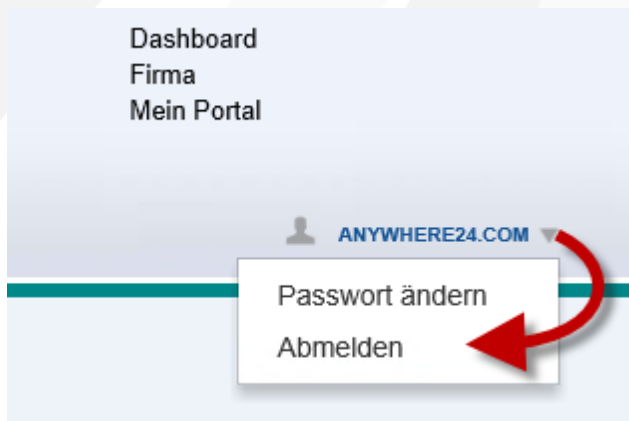 Dashboard
Firma
Mein Portal
ANYWHERE24.COM
Passwort ändern
Abmelden